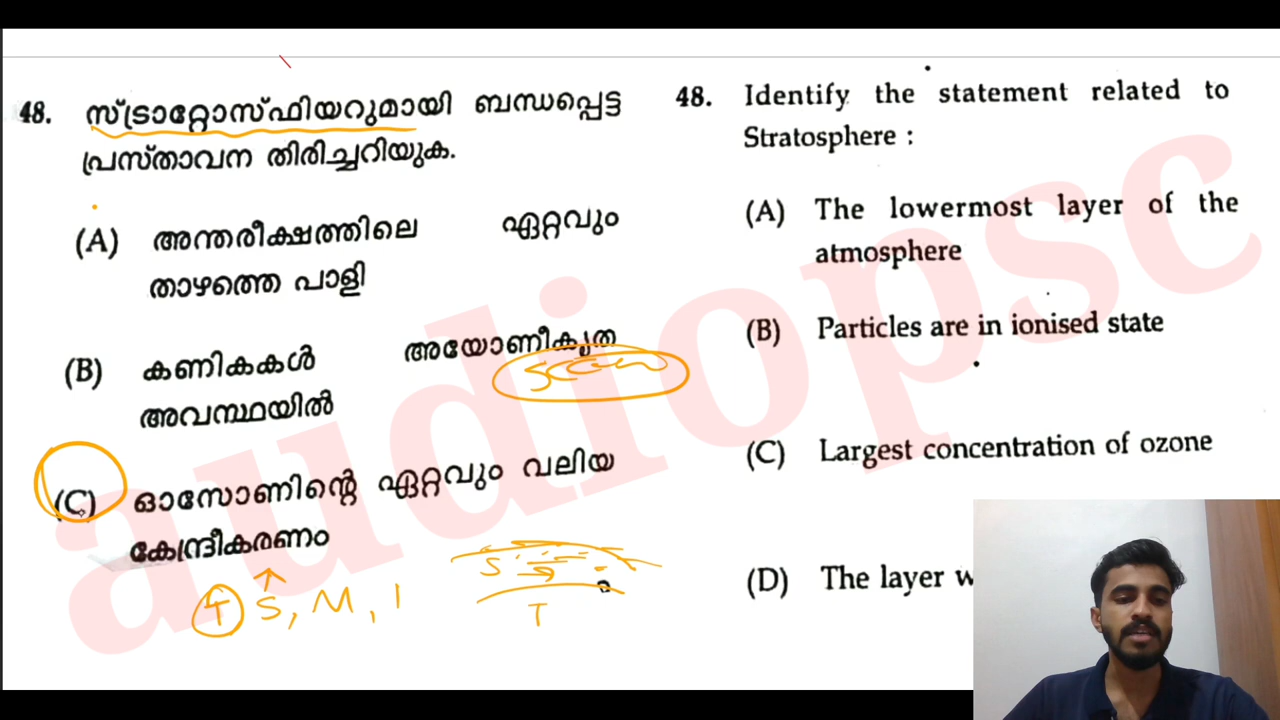 48. സ്ട്രാറ്റോസ്ഫിയറുമായി ബന്ധപ്പെട്ട
പ്രസ്താവന തിരിച്ചറിയുക.
(A) അന്തരീക്ഷത്തിലെ ഏറ്റവും
താഴത്തെ പാളി
(B) കണികകൾ അയോണീകൃത
അവസ്ഥയിൽ
(C) ഓസോണിന്റെ ഏറ്റവും വലിയ
കേന്ദ്രീകരണം
T S, M, I
S
T
48. Identify the statement related to
Stratosphere :
(A) The lowermost layer of the
atmosphere
(B) Particles are in ionised state
(C) Largest concentration of ozone
(D) The layer w
audiopsc